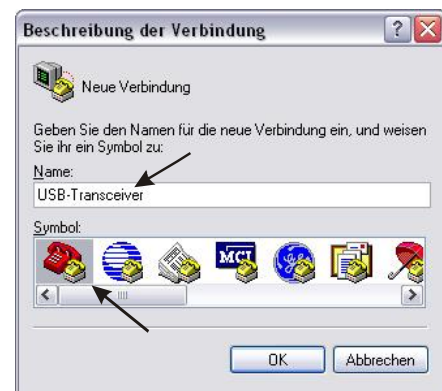 Beschreibung der Verbindung
Neue Verbindung
Geben Sie den Namen für die neue Verbindung ein, und weisen
Sie ihr ein Symbol zu:
Name:
USB-Transceiver
Symbol:
MCI
OK Abbrechen